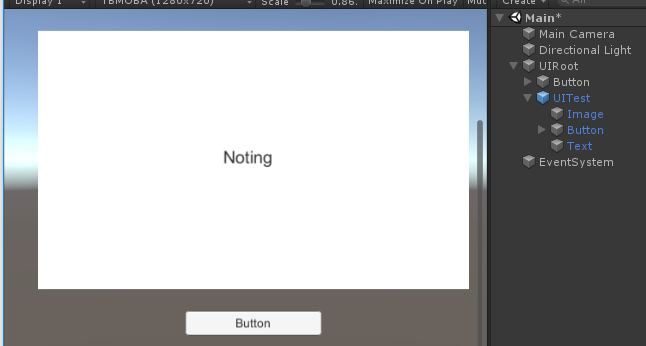 Display 1
TBMOBA (1280x720)
Scale
0.86.
Maximize On Play
Mut
Create
All
Main*
Main Camera
Directional Light
UIRoot
Button
UITest
Image
Button
Text
EventSystem
Noting
Button